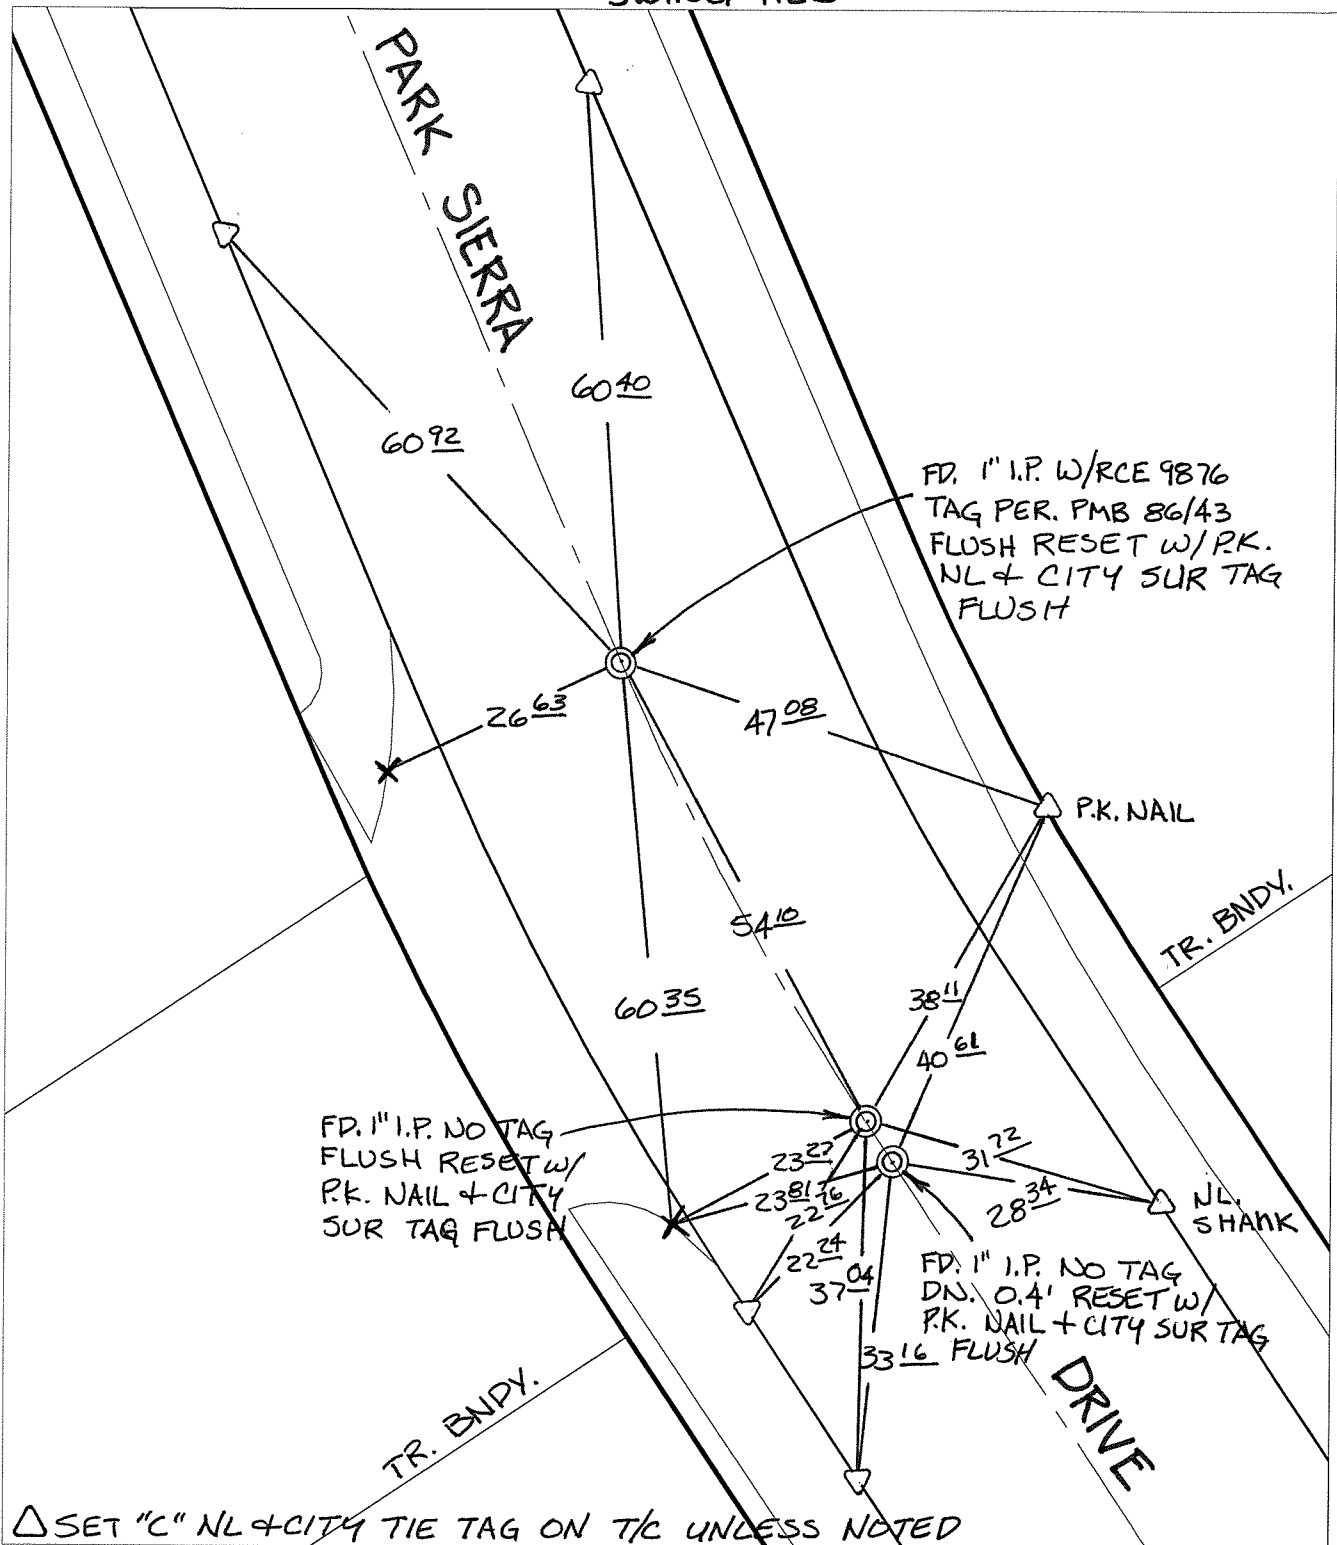 PARK SIERRA
60 40
60 92
FD. 1" I.P. W/RCE 9876
TAG PER. PMB 86/43
FLUSH RESET W/ P.K.
NL & CITY SUR TAG
FLUSH
26 63
47 08
P.K. NAIL
54 10
TR. BNDY.
60 35
38 11
40 61
FD. 1" I.P. NO TAG
FLUSH RESET W/
P.K. NAIL & CITY
SUR TAG FLUSH
23 27
31 72
23 81
22 76
28 34
NL.
SHANK
22 24
37 04
FD. 1" I.P. NO TAG
DN. 0.4' RESET W/
P.K. NAIL + CITY SUR TAG
FLUSH
33 16
DRIVE
TR. BNDY.
SET "C" NL & CITY TIE TAG ON T/C UNLESS NOTED